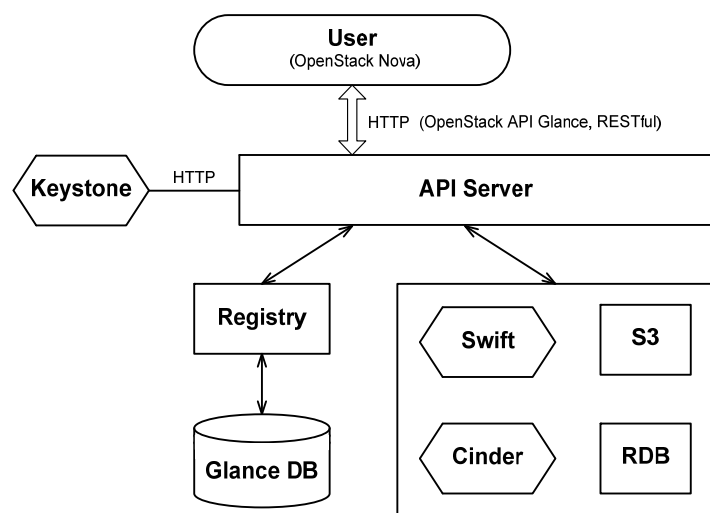 User
(OpenStack Nova)
HTTP (OpenStack API Glance, RESTful)
Keystone
HTTP
API Server
Registry
Swift
S3
Glance DB
Cinder
RDB